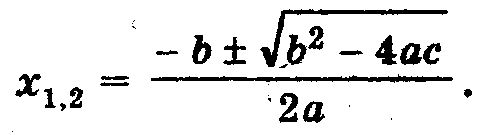 x₁,₂ = (−b ± √(b² − 4ac)) / 2a.